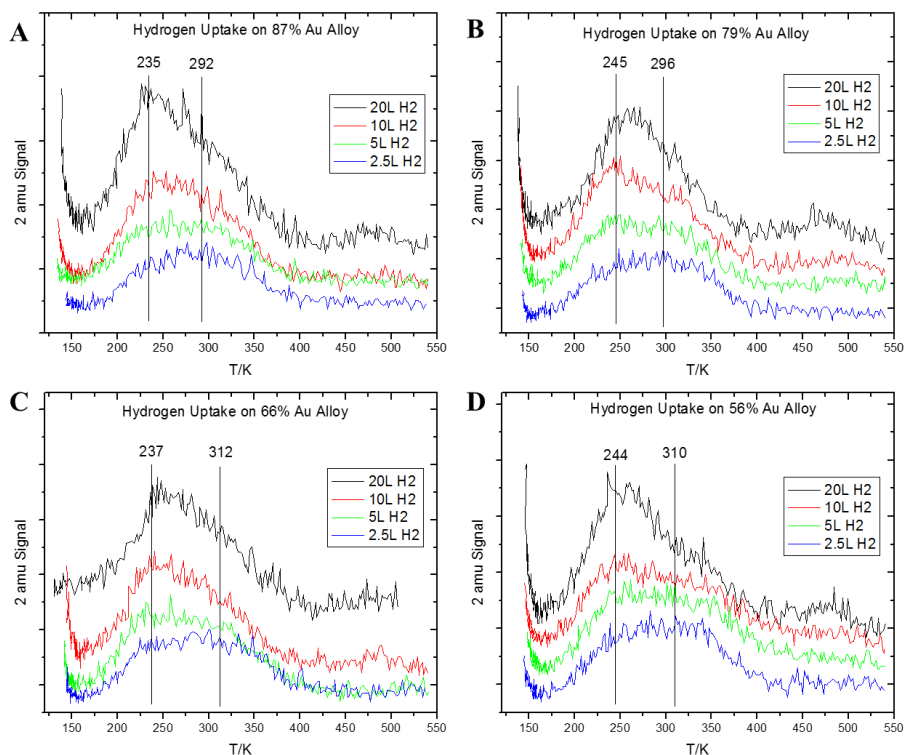 A
Hydrogen Uptake on 87% Au Alloy
235
292
20L H2
10L H2
5L H2
2.5L H2
2 amu Signal
150 200 250 300 350 400 450 500 550
T/K
B
Hydrogen Uptake on 79% Au Alloy
245
296
20L H2
10L H2
5L H2
2.5L H2
2 amu Signal
150 200 250 300 350 400 450 500 550
T/K
C
Hydrogen Uptake on 66% Au Alloy
237
312
20L H2
10L H2
5L H2
2.5L H2
2 amu Signal
150 200 250 300 350 400 450 500 550
T/K
D
Hydrogen Uptake on 56% Au Alloy
244
310
20L H2
10L H2
5L H2
2.5L H2
2 amu Signal
150 200 250 300 350 400 450 500 550
T/K